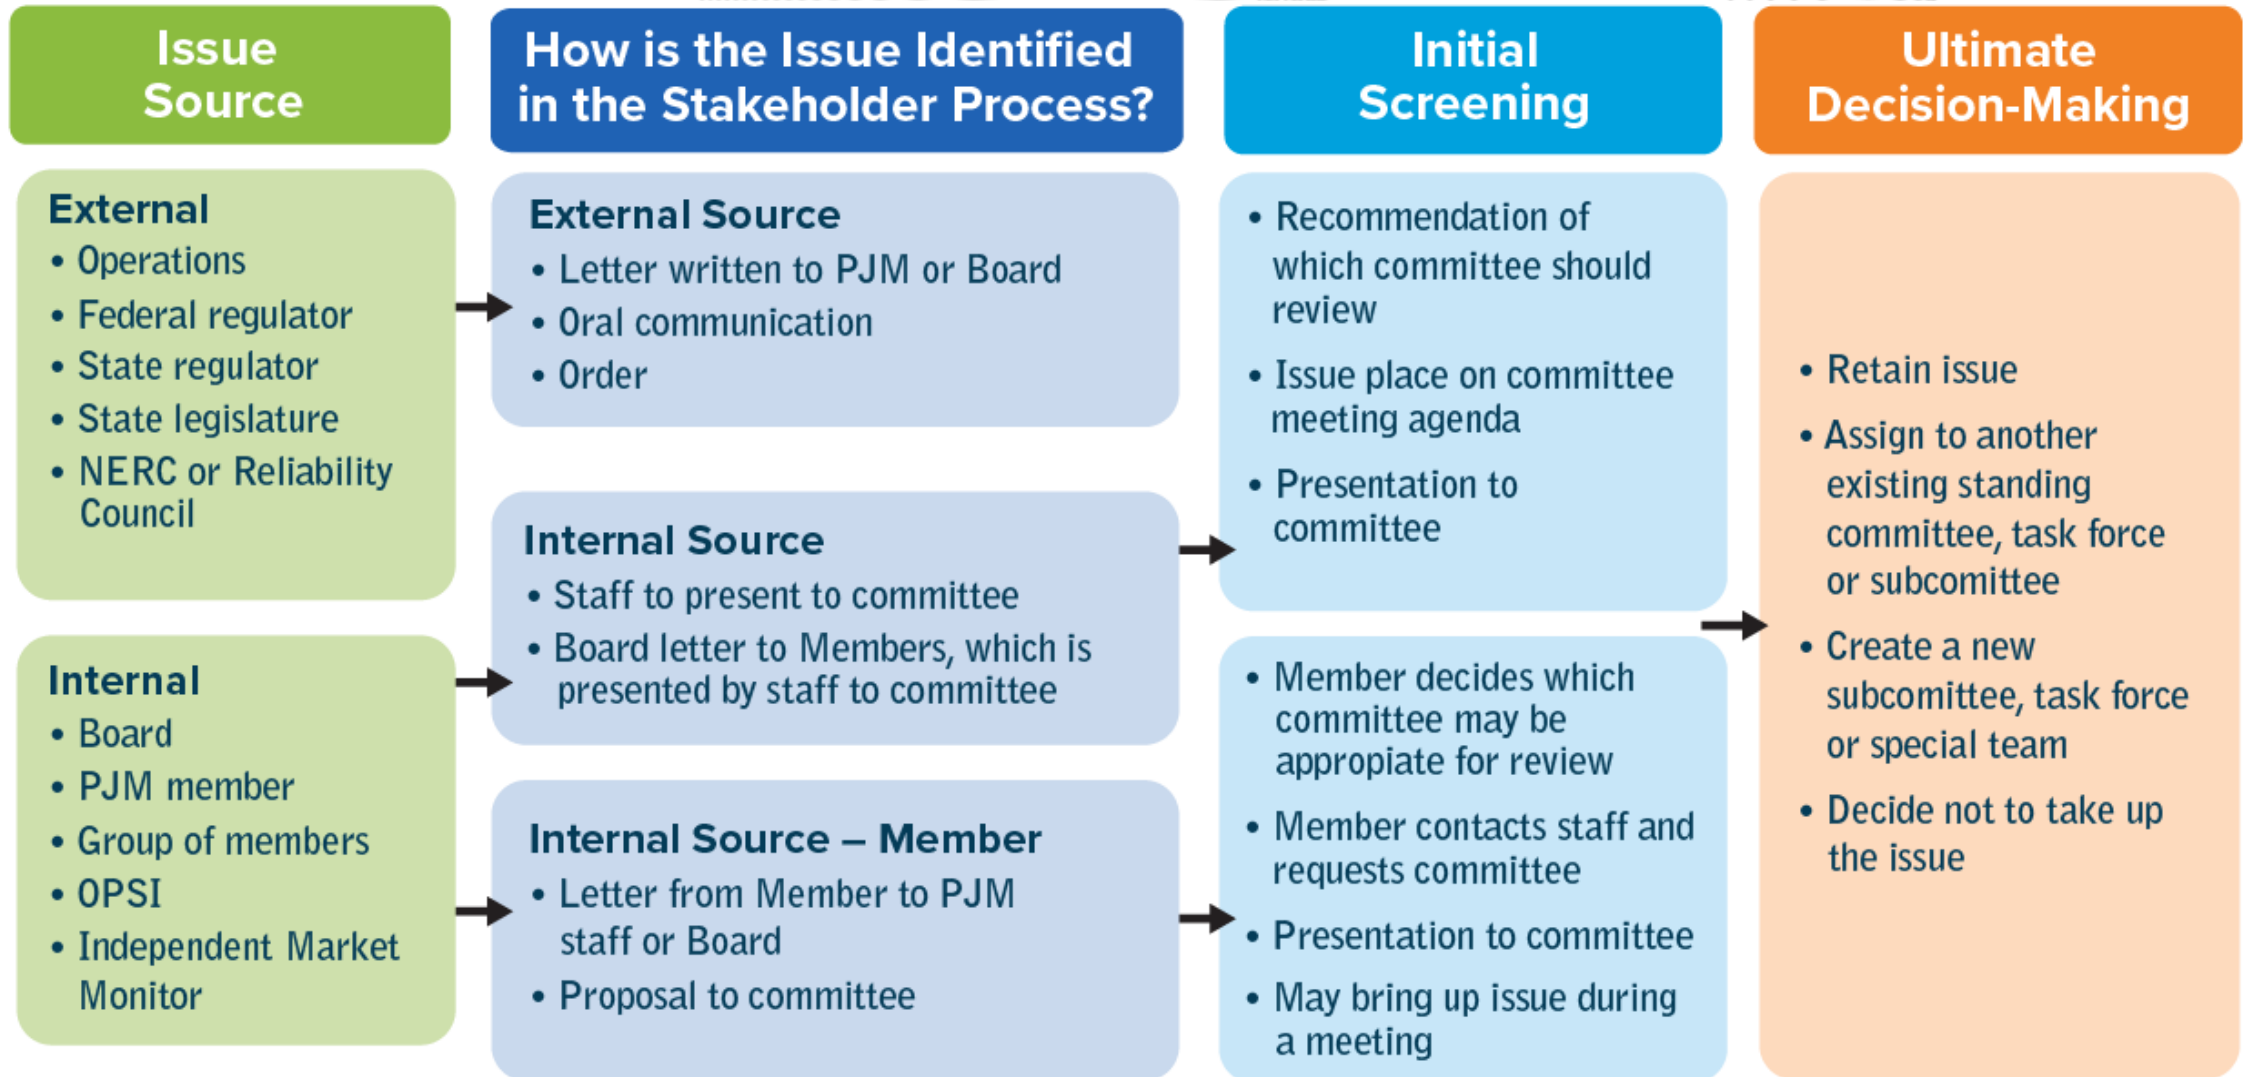 Issue
Source
How is the Issue Identified
in the Stakeholder Process?
Initial
Screening
Ultimate
Decision-Making
External
• Operations
• Federal regulator
• State regulator
• State legislature
• NERC or Reliability
Council
Internal
• Board
• PJM member
• Group of members
• OPSI
• Independent Market
Monitor
External Source
• Letter written to PJM or Board
• Oral communication
• Order
Internal Source
• Staff to present to committee
• Board letter to Members, which is
presented by staff to committee
Internal Source – Member
• Letter from Member to PJM
staff or Board
• Proposal to committee
• Recommendation of
which committee should
review
• Issue place on committee
meeting agenda
• Presentation to
committee
• Member decides which
committee may be
appropiate for review
• Member contacts staff and
requests committee
• Presentation to committee
• May bring up issue during
a meeting
• Retain issue
• Assign to another
existing standing
committee, task force
or subcomittee
• Create a new
subcomittee, task force
or special team
• Decide not to take up
the issue